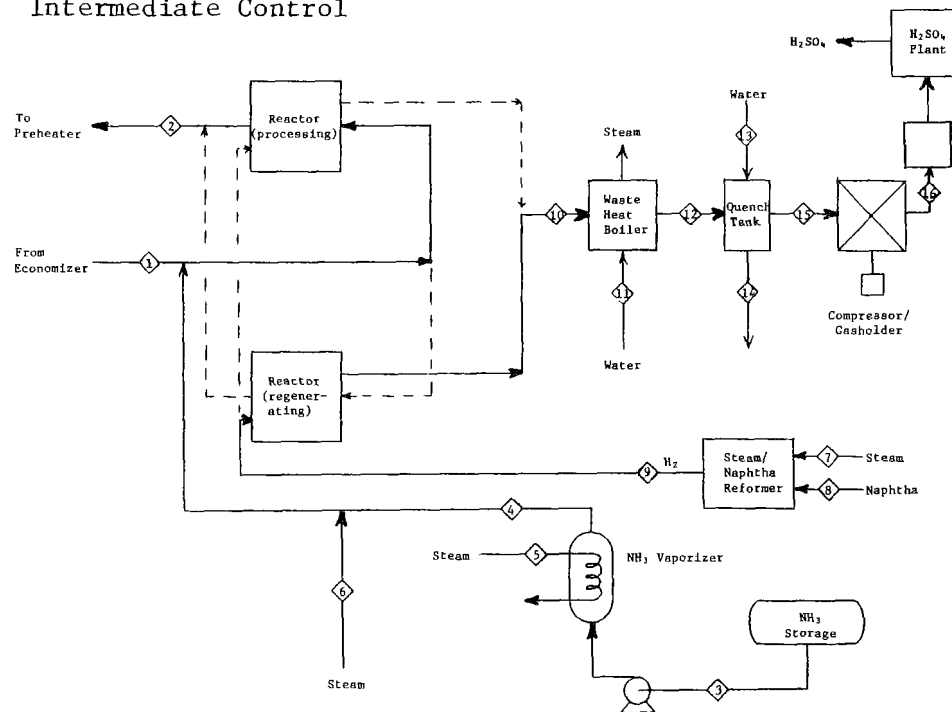 Intermediate Control
H₂SO₄
H₂SO₄
Plant
To
Preheater
2
Reactor
(processing)
Water
13
Steam
16
10
Waste
Heat
Boiler
12
Quench
Tank
15
From
Economizer
1
11
14
Compressor/
Gasholder
Water
Reactor
(regener-
ating)
Steam/
Naphtha
Reformer
7
Steam
8
Naphtha
9
H₂
4
Steam
5
NH₃ Vaporizer
6
NH₃
Storage
Steam
3